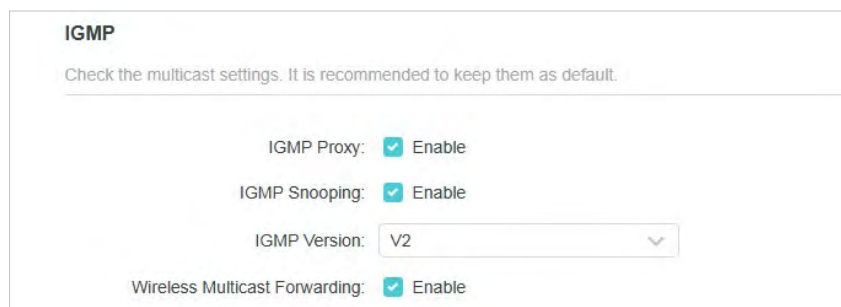 IGMP
Check the multicast settings. It is recommended to keep them as default.
IGMP Proxy: Enable
IGMP Snooping: Enable
IGMP Version: V2
Wireless Multicast Forwarding: Enable